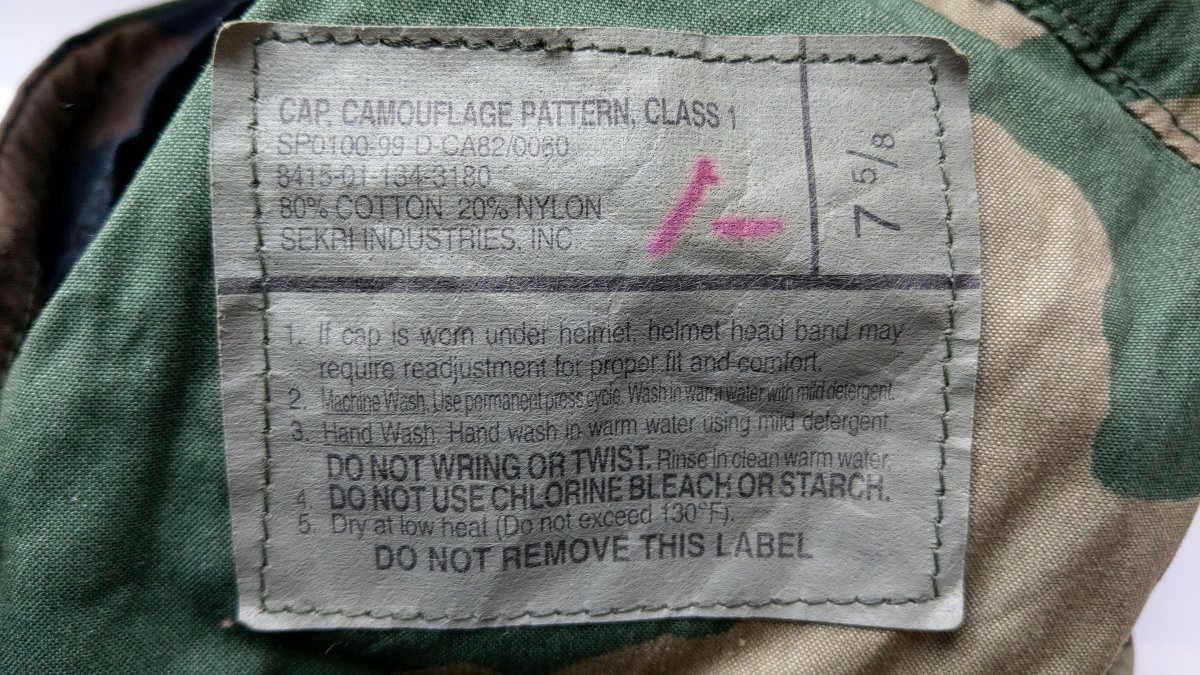 CAP, CAMOUFLAGE PATTERN, CLASS 1
SP0100-99-D-CA82/0060
8415-01-134-3180
80% COTTON 20% NYLON
SEKRI INDUSTRIES, INC.
7 5/8
1. If cap is worn under helmet, helmet head band may
require readjustment for proper fit and comfort.
2. Machine Wash. Use permanent press cycle. Wash in warm water with mild detergent.
3. Hand Wash. Hand wash in warm water using mild detergent.
DO NOT WRING OR TWIST. Rinse in clean warm water.
4. DO NOT USE CHLORINE BLEACH OR STARCH.
5. Dry at low heat (Do not exceed 130°F).
DO NOT REMOVE THIS LABEL